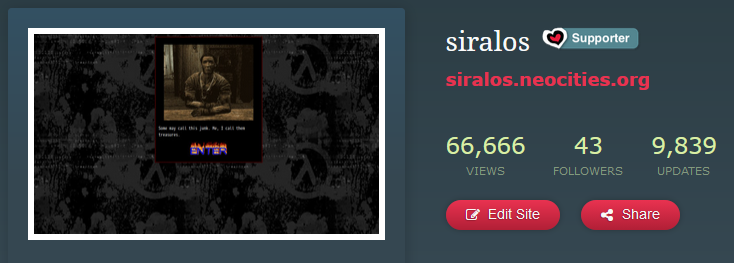 siralos Supporter
siralos.neocities.org
66,666 43 9,839
VIEWS FOLLOWERS UPDATES
Edit Site Share
Some may call this junk. Me, I call them
treasures.
ENTER